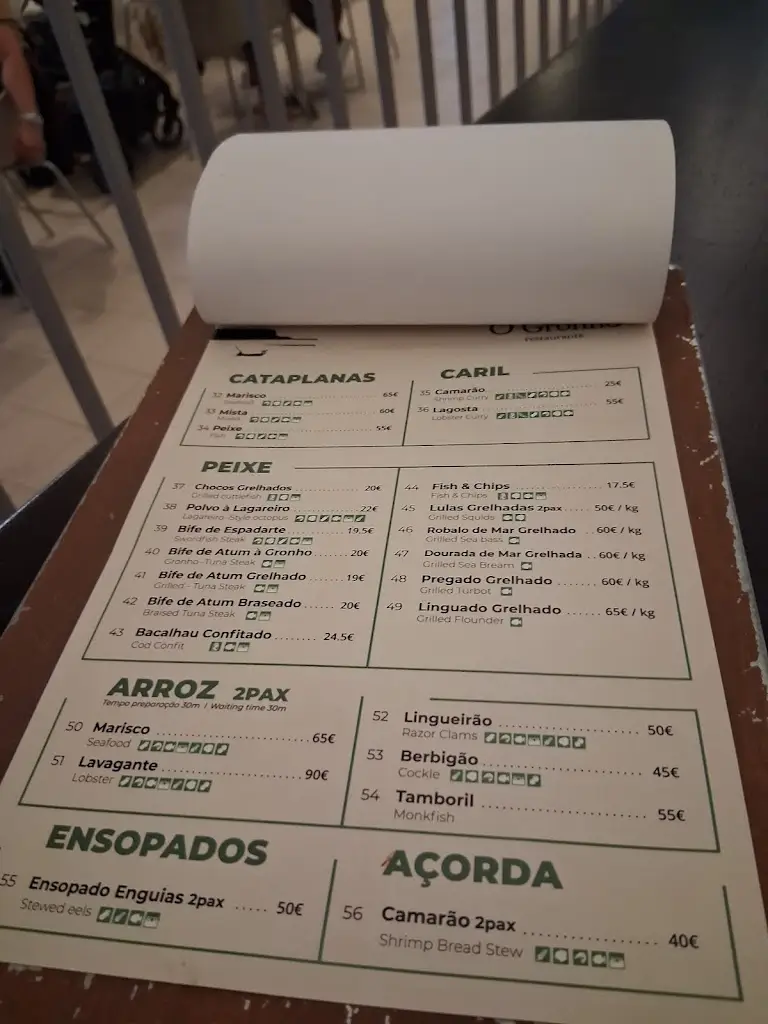 restaurante
CATAPLANAS
32 Marisco 65€
Seafood
33 Mista 60€
Mixed
34 Peixe 55€
Fish
CARIL
35 Camarão 25€
Shrimp Curry
36 Lagosta 55€
Lobster Curry
PEIXE
37 Chocos Grelhados 20€
Grilled cuttlefish
38 Polvo à Lagareiro 22€
Lagareiro-Style octopus
39 Bife de Espadarte 19.5€
Swordfish Steak
40 Bife de Atum à Gronho 20€
Gronho-Tuna Steak
41 Bife de Atum Grelhado 19€
Grilled - Tuna Steak
42 Bife de Atum Braseado 20€
Braised Tuna Steak
43 Bacalhau Confitado 24.5€
Cod Confit
44 Fish & Chips 17.5€
Fish & Chips
45 Lulas Grelhadas 2pax 50€ / kg
Grilled Squids
46 Robalo de Mar Grelhado 60€ / kg
Grilled Sea bass
47 Dourada de Mar Grelhada 60€ / kg
Grilled Sea Bream
48 Pregado Grelhado 60€ / kg
Grilled Turbot
49 Linguado Grelhado 65€ / kg
Grilled Flounder
ARROZ 2PAX
Tempo preparação 30m / Waiting time 30m
50 Marisco 65€
Seafood
51 Lavagante 90€
Lobster
52 Lingueirão 50€
Razor Clams
53 Berbigão 45€
Cockle
54 Tamboril 55€
Monkfish
ENSOPADOS
55 Ensopado Enguias 2pax 50€
Stewed eels
AÇORDA
56 Camarão 2pax 40€
Shrimp Bread Stew